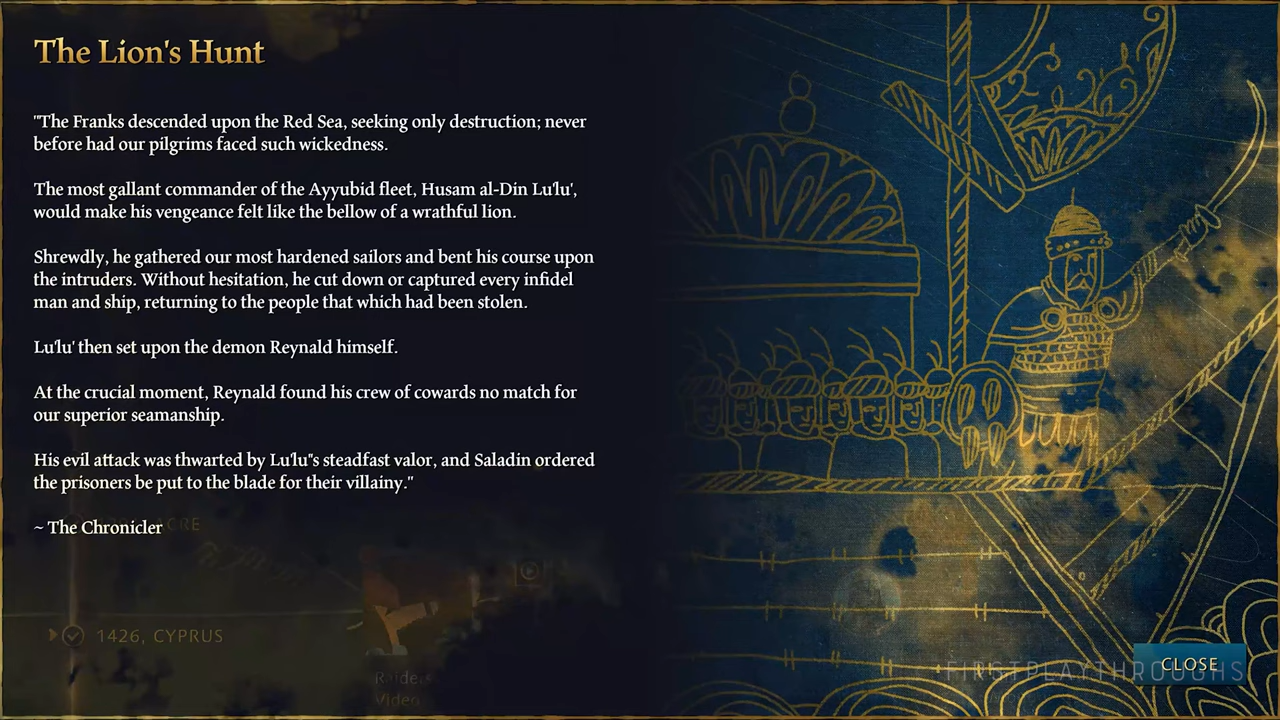 The Lion's Hunt
"The Franks descended upon the Red Sea, seeking only destruction; never
before had our pilgrims faced such wickedness.
The most gallant commander of the Ayyubid fleet, Husam al-Din Lu'lu',
would make his vengeance felt like the bellow of a wrathful lion.
Shrewdly, he gathered our most hardened sailors and bent his course upon
the intruders. Without hesitation, he cut down or captured every infidel
man and ship, returning to the people that which had been stolen.
Lu'lu' then set upon the demon Reynald himself.
At the crucial moment, Reynald found his crew of cowards no match for
our superior seamanship.
His evil attack was thwarted by Lu'lu''s steadfast valor, and Saladin ordered
the prisoners be put to the blade for their villainy."
~ The Chronicler
ACRE
1426, CYPRUS
Raiders
Video
CLOSE
FIRSTPLAYTHROUGHS